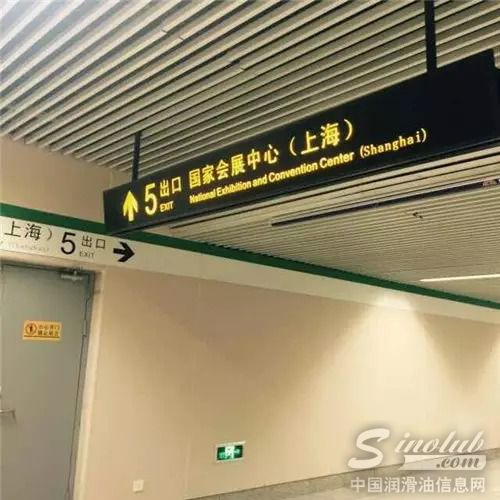 5 出口 国家会展中心（上海）
EXIT National Exhibition and Convention Center (Shanghai)
上海） 5 出口
EXIT
Sinolub.com
中国润滑油信息网